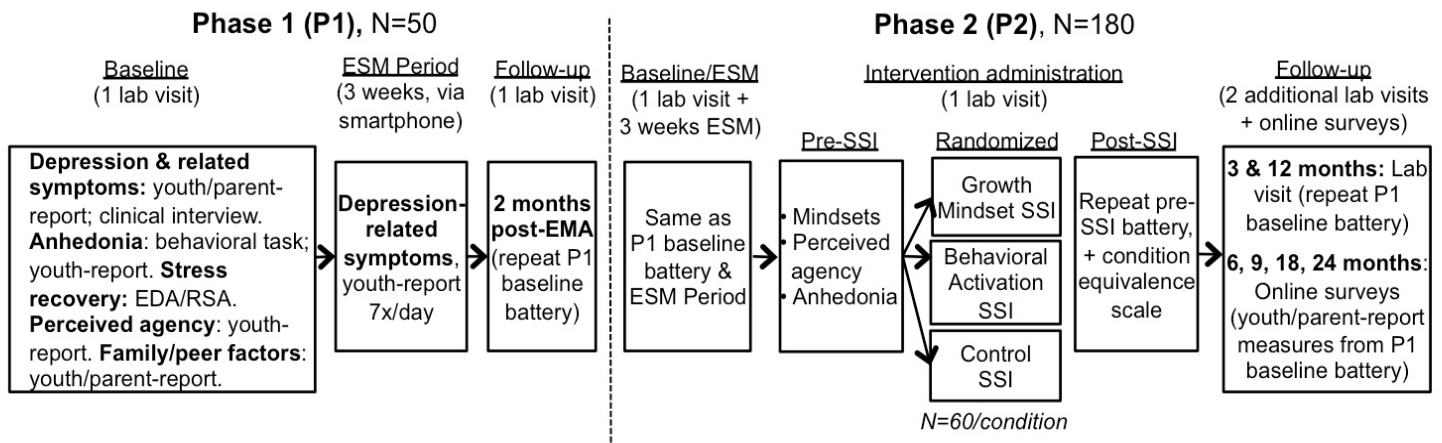 Phase 1 (P1), N=50
Baseline
(1 lab visit)
ESM Period
(3 weeks, via
smartphone)
Follow-up
(1 lab visit)
Depression & related
symptoms: youth/parent-
report; clinical interview.
Anhedonia: behavioral task;
youth-report. Stress
recovery: EDA/RSA.
Perceived agency: youth-
report. Family/peer factors:
youth/parent-report.
Depression-
related
symptoms,
youth-report
7x/day
2 months
post-EMA
(repeat P1
baseline
battery)
Phase 2 (P2), N=180
Baseline/ESM
(1 lab visit +
3 weeks ESM)
Intervention administration
(1 lab visit)
Follow-up
(2 additional lab visits
+ online surveys)
Same as
P1 baseline
battery &
ESM Period
Pre-SSI
• Mindsets
• Perceived
agency
• Anhedonia
Randomized
Growth
Mindset SSI
Behavioral
Activation
SSI
Control
SSI
N=60/condition
Post-SSI
Repeat pre-
SSI battery,
+ condition
equivalence
scale
3 & 12 months: Lab
visit (repeat P1
baseline battery)
6, 9, 18, 24 months:
Online surveys
(youth/parent-report
measures from P1
baseline battery)